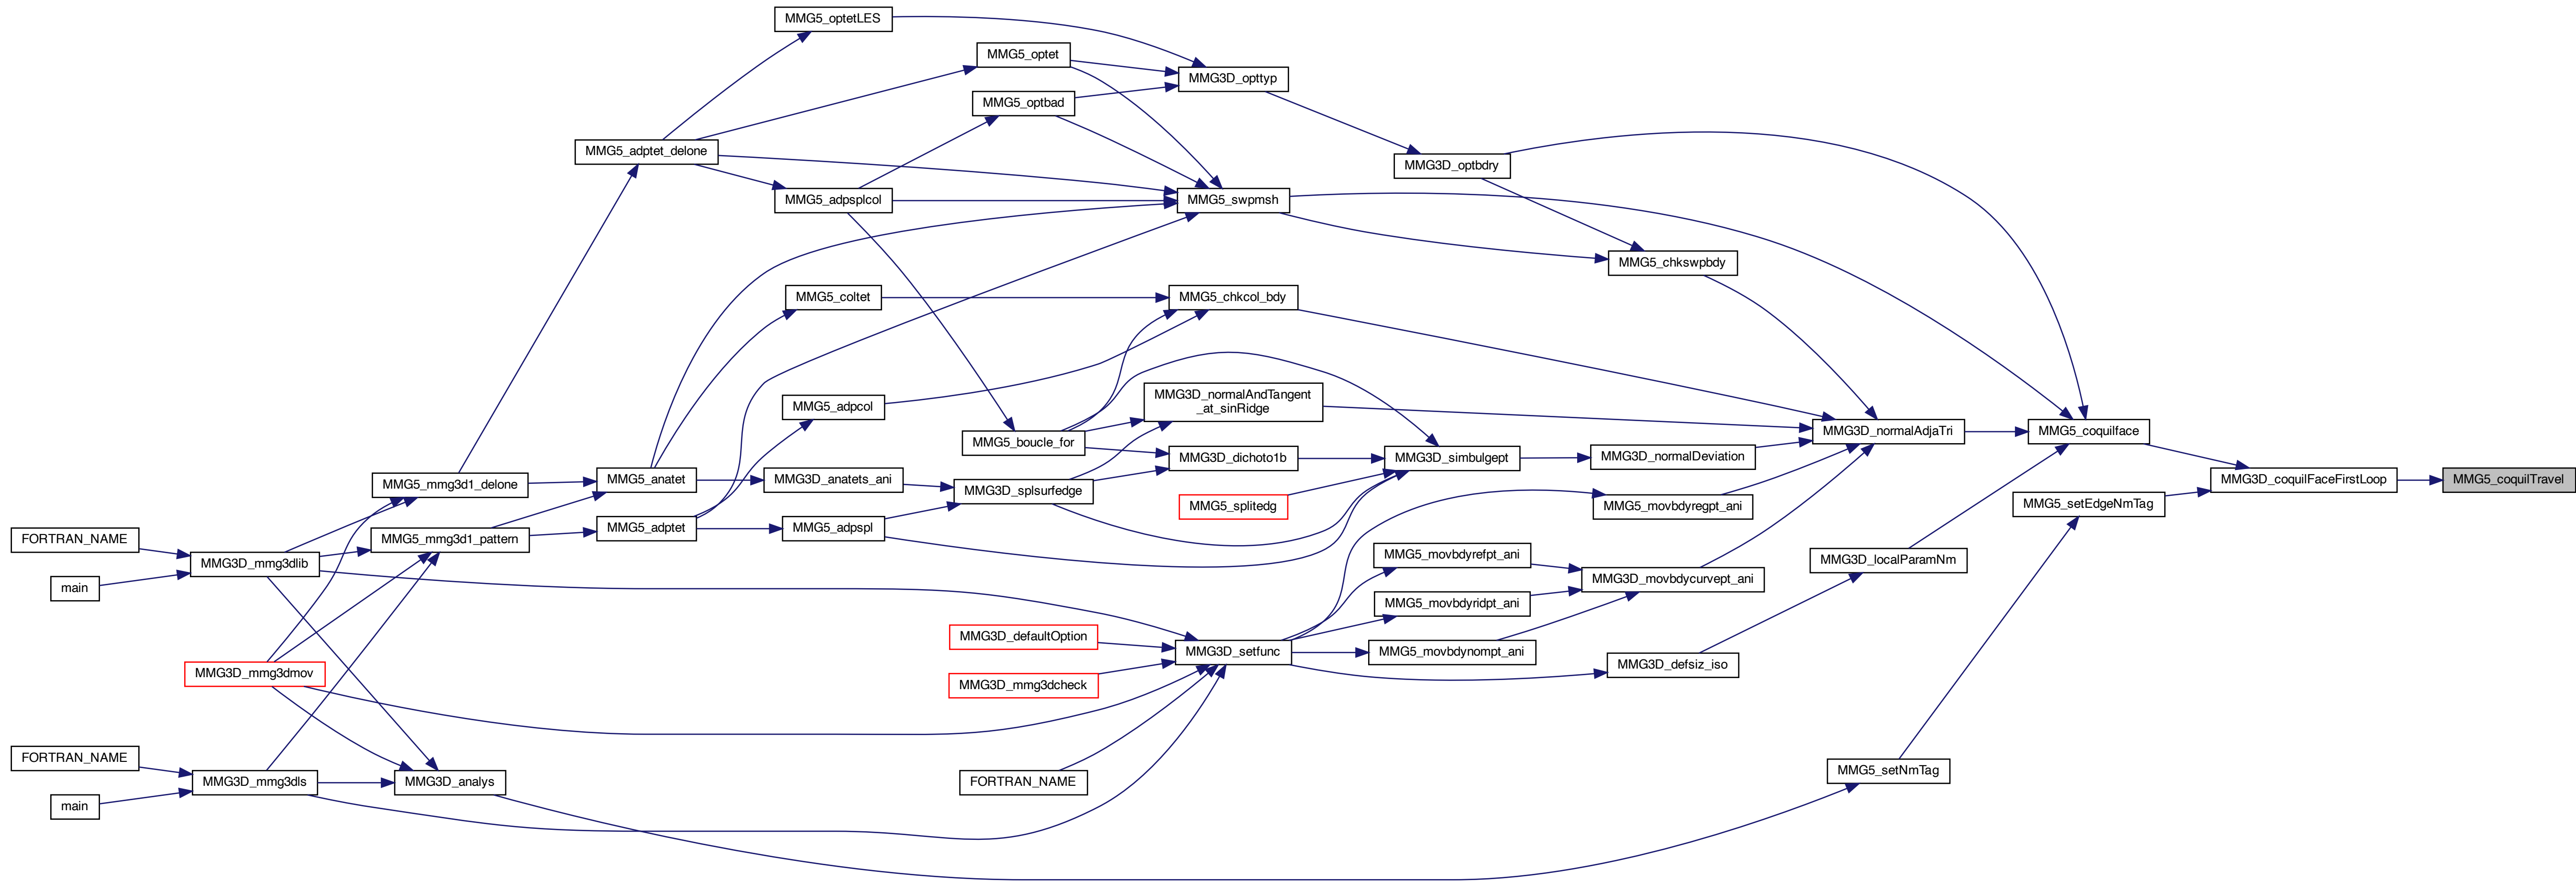 MMG5_optetLES
MMG5_optet
MMG3D_opttyp
MMG5_optbad
MMG5_adptet_delone
MMG3D_optbdry
MMG5_adpsplcol
MMG5_swpmsh
MMG5_chkswpbdy
MMG5_coltet
MMG5_chkcol_bdy
MMG5_adpcol
MMG3D_normalAndTangent
_at_sinRidge
MMG5_boucle_for
MMG3D_normalAdjaTri
MMG5_coquilface
MMG3D_dichoto1b
MMG3D_simbulgept
MMG3D_normalDeviation
MMG5_mmg3d1_delone
MMG5_anatet
MMG3D_anatets_ani
MMG3D_splsurfedge
MMG3D_coquilFaceFirstLoop
MMG5_coquilTravel
MMG5_splitedg
MMG5_movbdyregpt_ani
MMG5_setEdgeNmTag
MMG5_adptet
MMG5_adpspl
FORTRAN_NAME
MMG5_mmg3d1_pattern
MMG3D_mmg3dlib
MMG5_movbdyrefpt_ani
MMG3D_localParamNm
main
MMG3D_movbdycurvept_ani
MMG5_movbdyridpt_ani
MMG3D_defaultOption
MMG3D_setfunc
MMG5_movbdynompt_ani
MMG3D_defsiz_iso
MMG3D_mmg3dmov
MMG3D_mmg3dcheck
FORTRAN_NAME
MMG3D_mmg3dls
MMG3D_analys
FORTRAN_NAME
MMG5_setNmTag
main